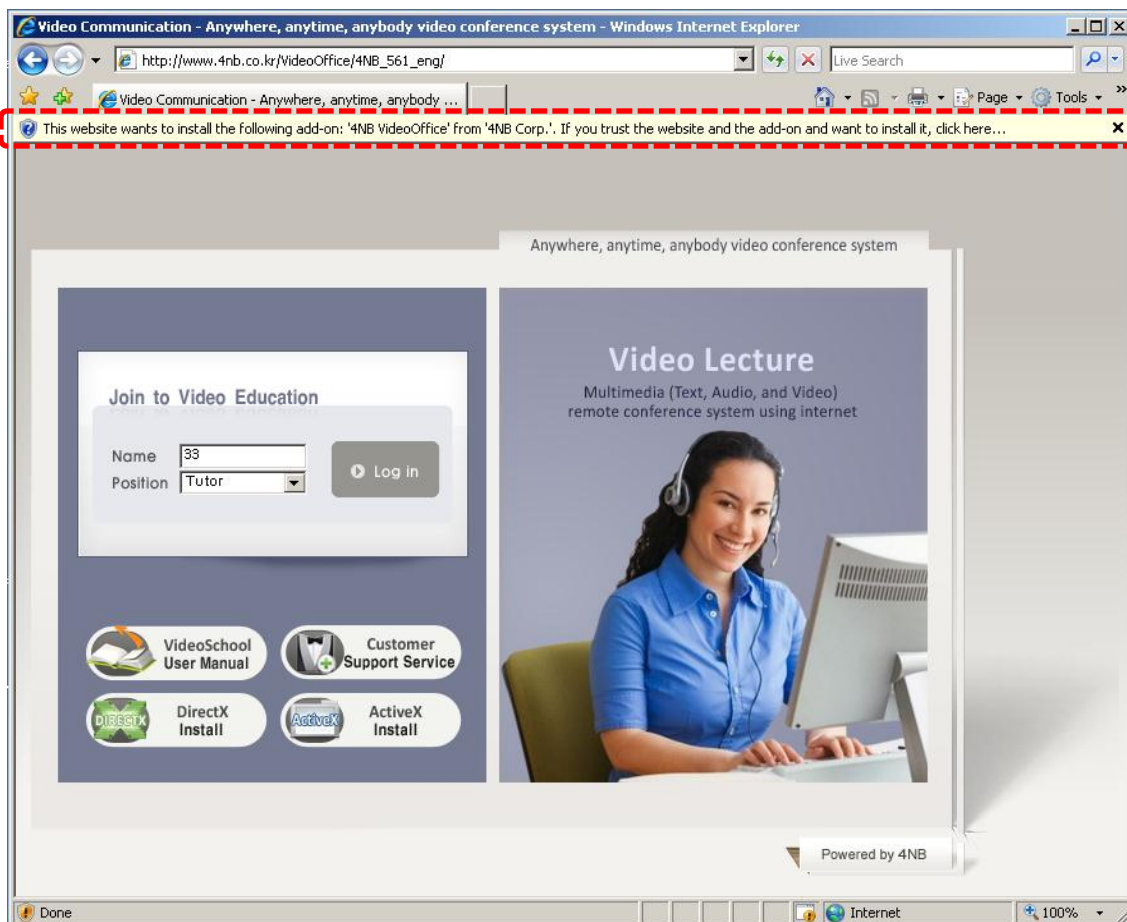 Video Communication - Anywhere, anytime, anybody video conference system - Windows Internet Explorer
http://www.4nb.co.kr/VideoOffice/4NB_561_eng/
Live Search
Video Communication - Anywhere, anytime, anybody ...
Page
Tools
»
This website wants to install the following add-on: '4NB VideoOffice' from '4NB Corp.'. If you trust the website and the add-on and want to install it, click here...
Anywhere, anytime, anybody video conference system
Join to Video Education
Name 33
Position Tutor
Log in
Video Lecture
Multimedia (Text, Audio, and Video)
remote conference system using internet
VideoSchool
User Manual
Customer
Support Service
DIRECTX
DirectX
Install
ActiveX
ActiveX
Install
Powered by 4NB
Done
Internet
100%